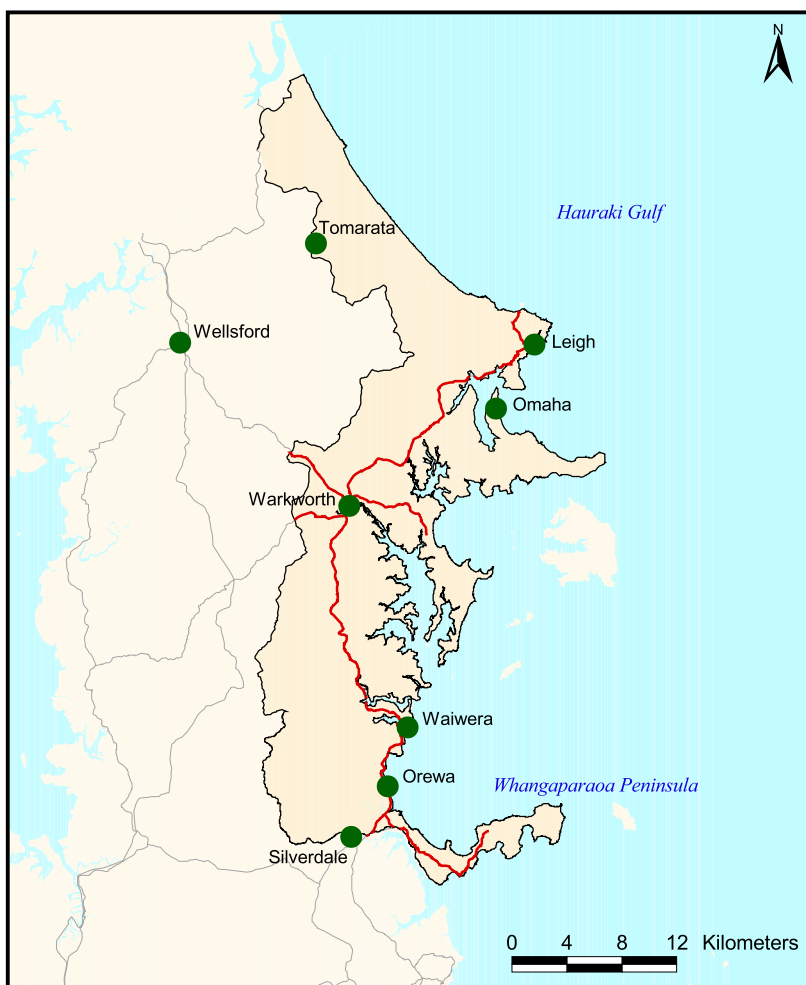 N
Hauraki Gulf
Tomarata
Wellsford
Leigh
Omaha
Warkworth
Waiwera
Orewa
Whangaparaoa Peninsula
Silverdale
0 4 8 12 Kilometers